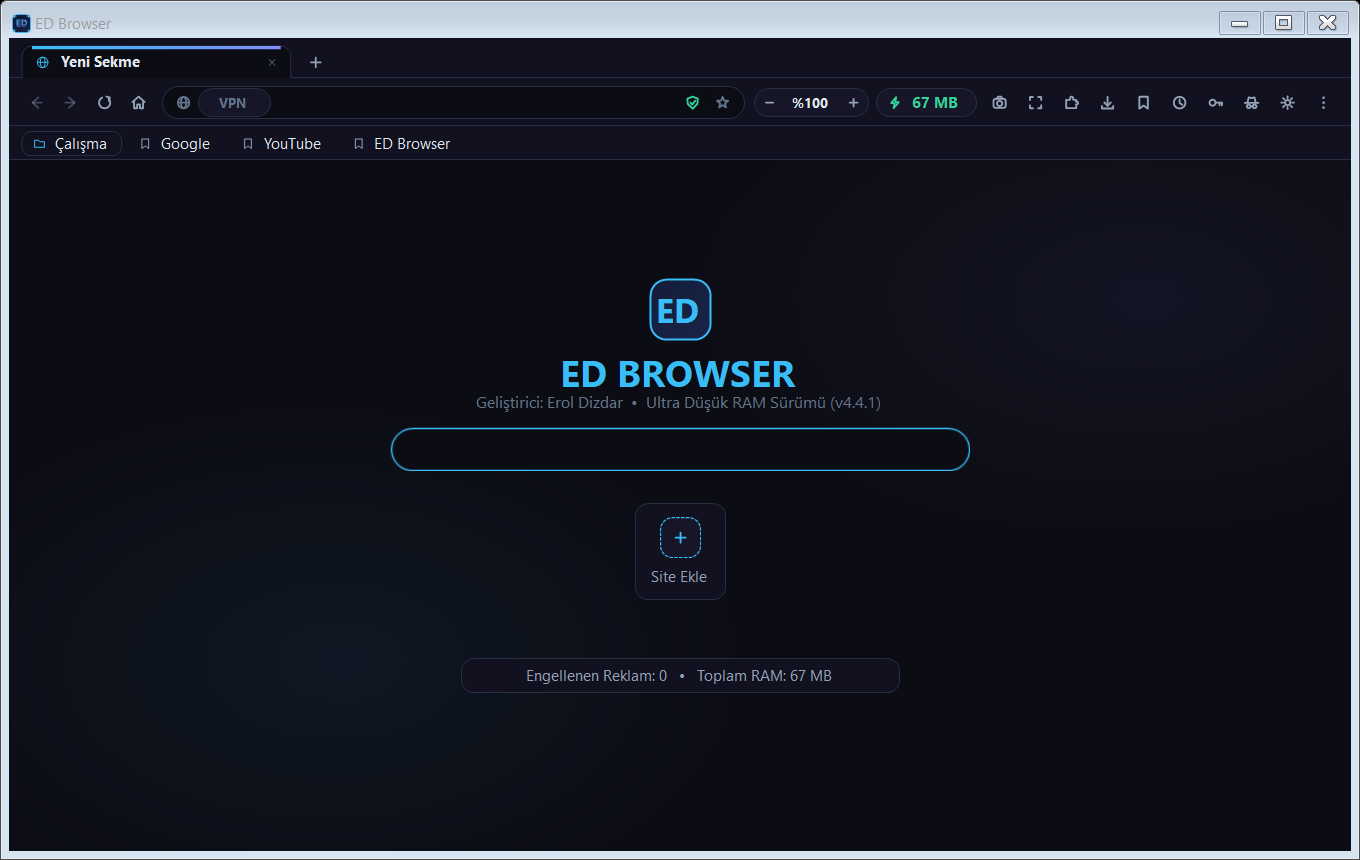 ED ED Browser
Yeni Sekme
VPN %100 67 MB
Çalışma Google YouTube ED Browser
ED
ED BROWSER
Geliştirici: Erol Dizdar • Ultra Düşük RAM Sürümü (v4.4.1)
Site Ekle
Engellenen Reklam: 0 • Toplam RAM: 67 MB